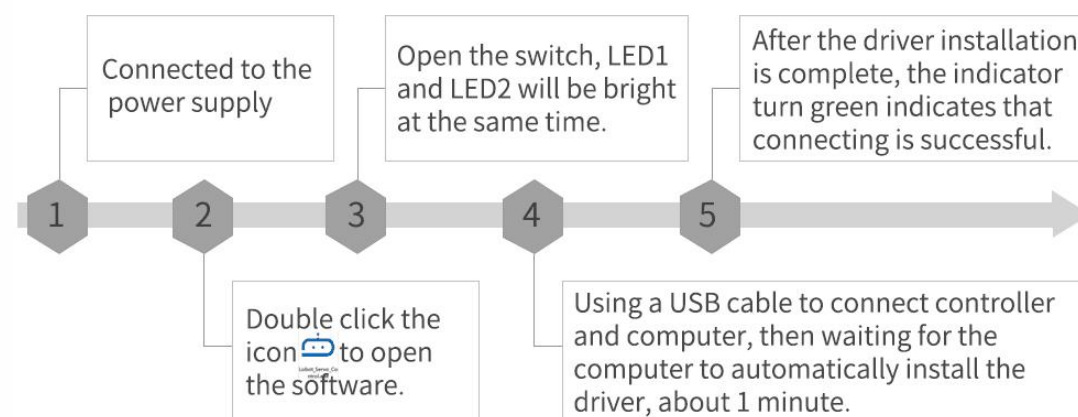 1
Connected to the
power supply
2
Double click the
icon to open
the software.
3
Open the switch, LED1
and LED2 will be bright
at the same time.
4
Using a USB cable to connect controller
and computer, then waiting for the
computer to automatically install the
driver, about 1 minute.
5
After the driver installation
is complete, the indicator
turn green indicates that
connecting is successful.